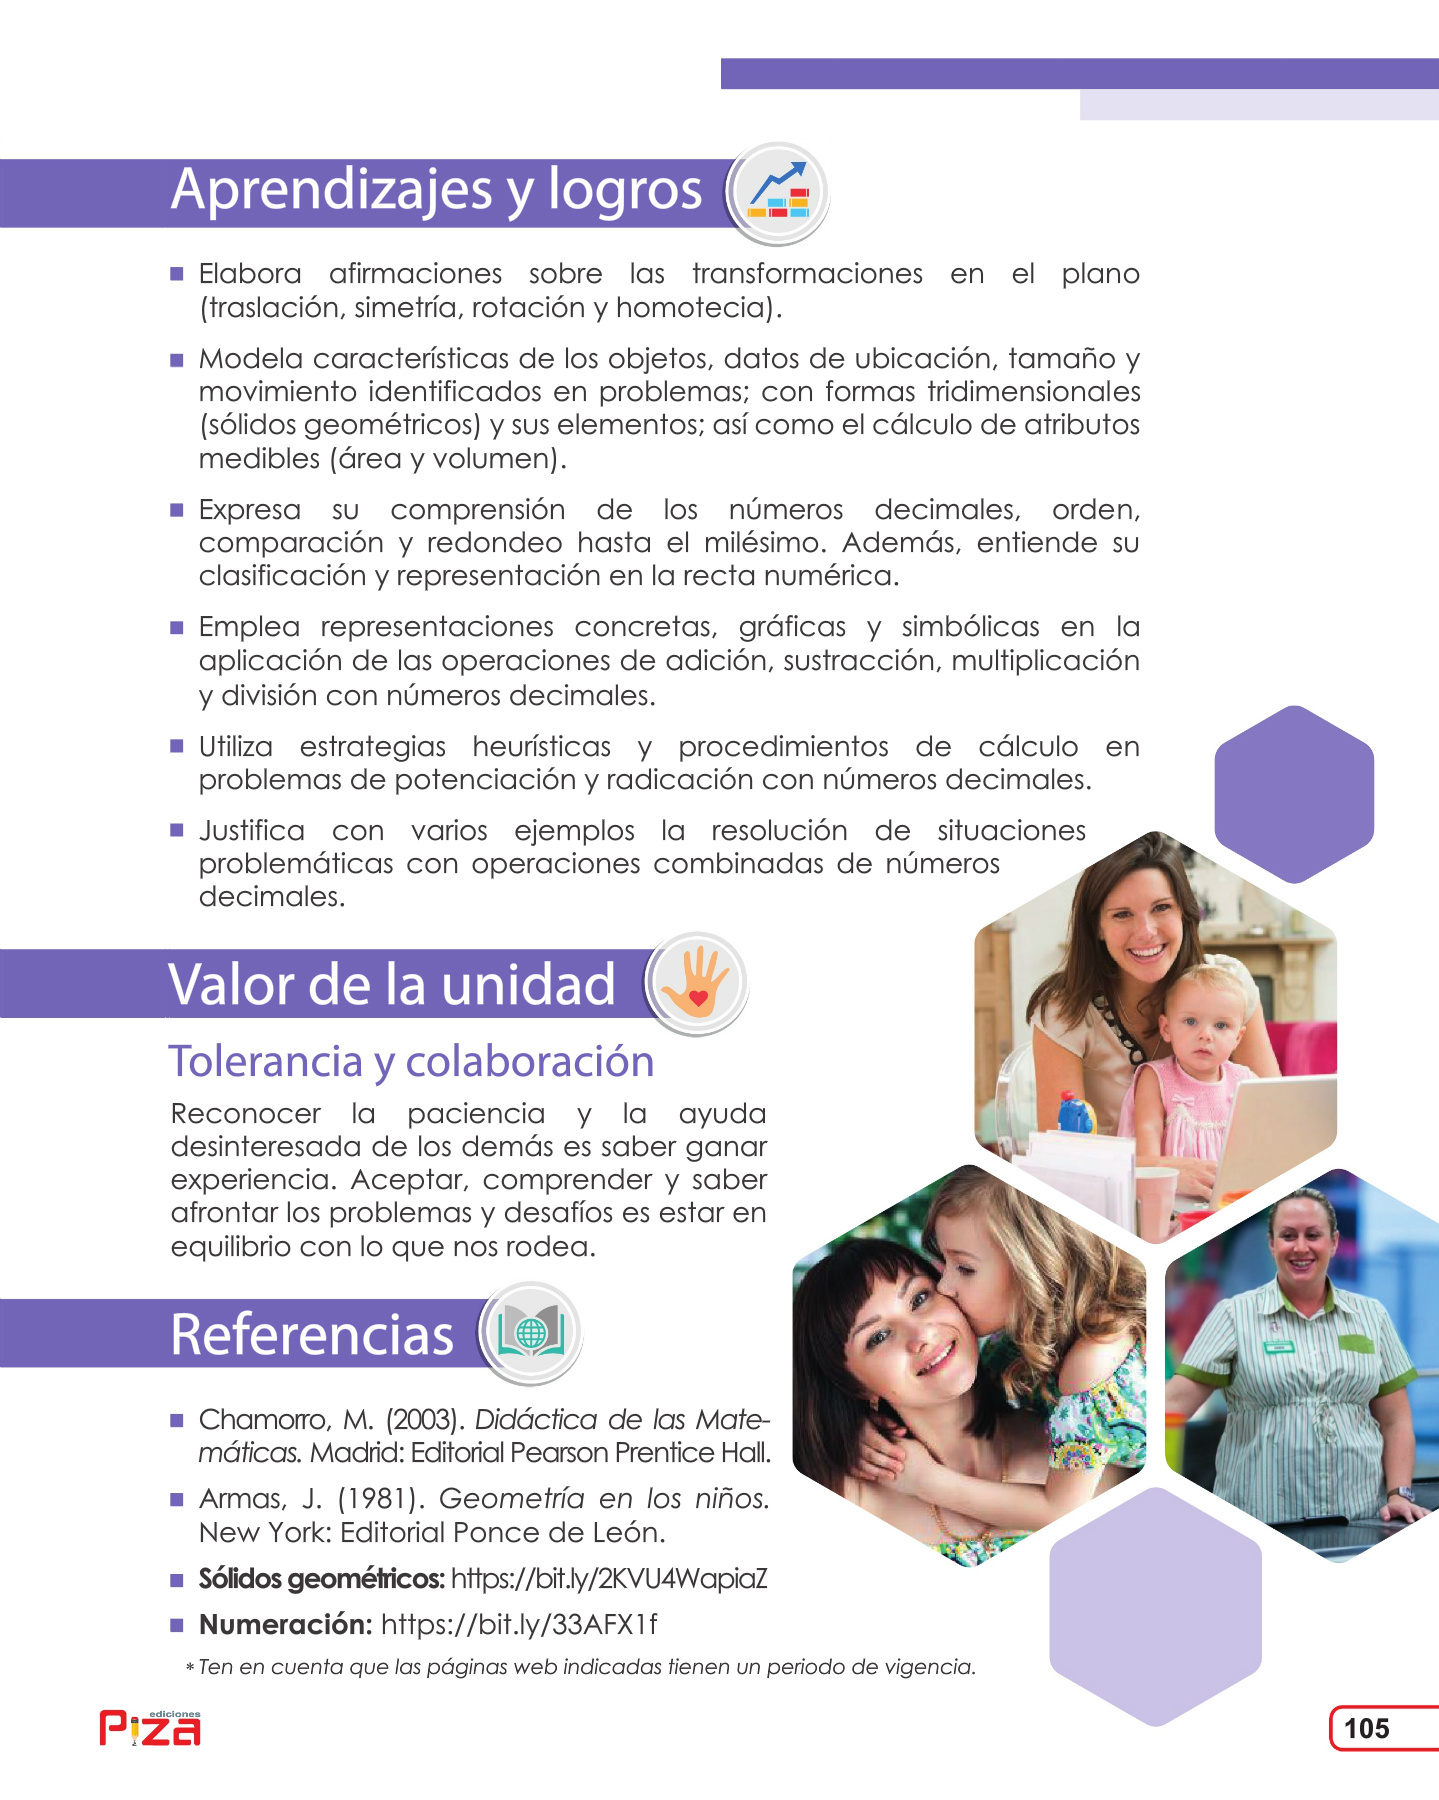 Aprendizajes y logros
Elabora afirmaciones sobre las transformaciones en el plano
(traslación, simetría, rotación y homotecia).
Modela características de los objetos, datos de ubicación, tamaño y
movimiento identificados en problemas; con formas tridimensionales
(sólidos geométricos) y sus elementos; así como el cálculo de atributos
medibles (área y volumen).
Expresa su comprensión de los números decimales, orden,
comparación y redondeo hasta el milésimo. Además, entiende su
clasificación y representación en la recta numérica.
Emplea representaciones concretas, gráficas y simbólicas en la
aplicación de las operaciones de adición, sustracción, multiplicación
y división con números decimales.
Utiliza estrategias heurísticas y procedimientos de cálculo en
problemas de potenciación y radicación con números decimales.
Justifica con varios ejemplos la resolución de situaciones
problemáticas con operaciones combinadas de números
decimales.
Valor de la unidad
Tolerancia y colaboración
Reconocer la paciencia y la ayuda
desinteresada de los demás es saber ganar
experiencia. Aceptar, comprender y saber
afrontar los problemas y desafíos es estar en
equilibrio con lo que nos rodea.
Referencias
Chamorro, M. (2003). Didáctica de las Mate-
máticas. Madrid: Editorial Pearson Prentice Hall.
Armas, J. (1981). Geometría en los niños.
New York: Editorial Ponce de León.
Sólidos geométricos: https://bit.ly/2KVU4WapiaZ
Numeración: https://bit.ly/33AFX1f
* Ten en cuenta que las páginas web indicadas tienen un periodo de vigencia.
ediciones
Piza
105